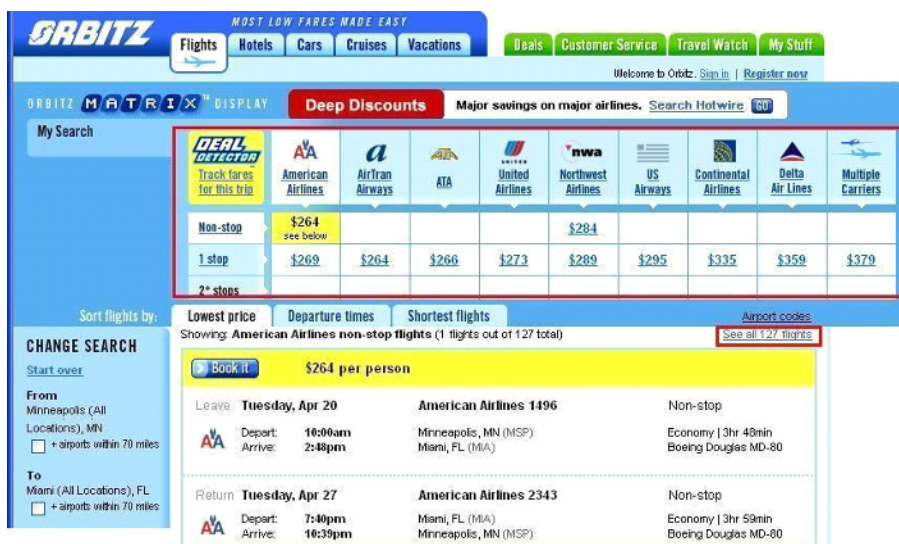 ORBITZ
MOST LOW FARES MADE EASY
Flights Hotels Cars Cruises Vacations Deals Customer Service Travel Watch My Stuff
Welcome to Orbitz. Sign in | Register now
ORBITZ MATRIX™ DISPLAY Deep Discounts Major savings on major airlines. Search Hotwire GO
My Search
DEAL DETECTOR Track fares for this trip
AA American Airlines
a AirTran Airways
ATA ATA
UNITED United Airlines
nwa Northwest Airlines
US Airways
Continental Airlines
Delta Air Lines
Multiple Carriers
Non-stop $264 see below $284
1 stop $269 $264 $266 $273 $289 $295 $335 $359 $379
2+ stops
Sort flights by: Lowest price Departure times Shortest flights Airport codes
Showing: American Airlines non-stop flights (1 flights out of 127 total) See all 127 flights
CHANGE SEARCH
Start over
From
Minneapolis (All
Locations), MN
+ airports within 70 miles
To
Miami (All Locations), FL
+ airports within 70 miles
Book it $264 per person
Leave Tuesday, Apr 20 American Airlines 1496 Non-stop
AA Depart: 10:00am Minneapolis, MN (MSP) Economy | 3hr 48min
Arrive: 2:48pm Miami, FL (MIA) Boeing Douglas MD-80
Return Tuesday, Apr 27 American Airlines 2343 Non-stop
AA Depart: 7:40pm Miami, FL (MIA) Economy | 3hr 59min
Arrive: 10:39pm Minneapolis, MN (MSP) Boeing Douglas MD-80